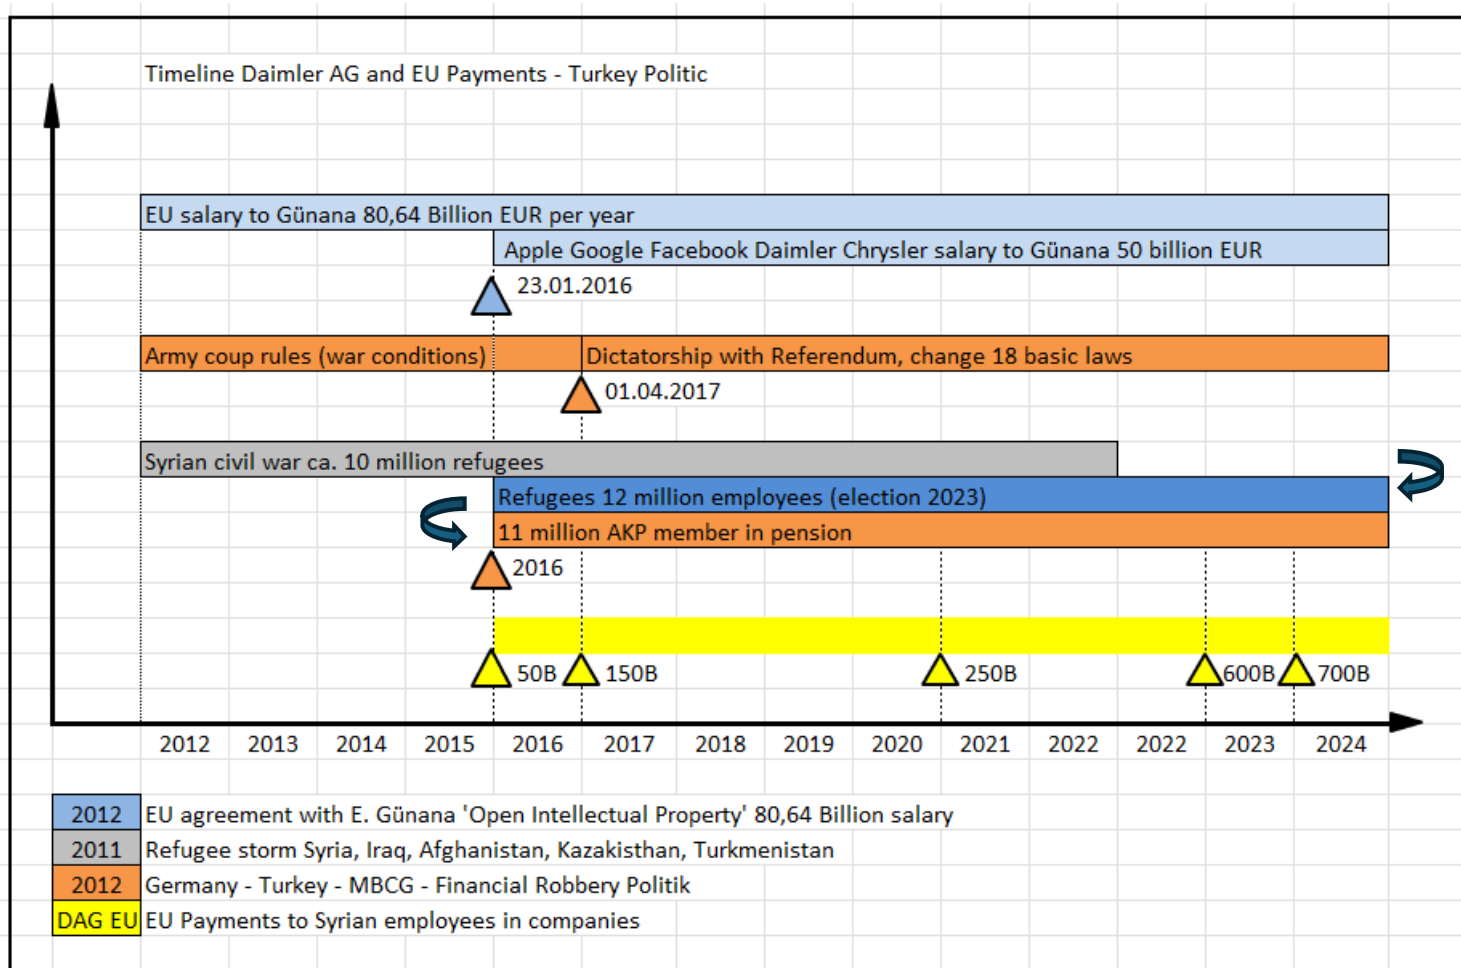 Timeline Daimler AG and EU Payments - Turkey Politic
EU salary to Günana 80,64 Billion EUR per year
Apple Google Facebook Daimler Chrysler salary to Günana 50 billion EUR
23.01.2016
Army coup rules (war conditions) Dictatorship with Referendum, change 18 basic laws
01.04.2017
Syrian civil war ca. 10 million refugees
Refugees 12 million employees (election 2023)
11 million AKP member in pension
2016
50B 150B 250B 600B 700B
2012 2013 2014 2015 2016 2017 2018 2019 2020 2021 2022 2022 2023 2024
2012 EU agreement with E. Günana 'Open Intellectual Property' 80,64 Billion salary
2011 Refugee storm Syria, Iraq, Afghanistan, Kazakisthan, Turkmenistan
2012 Germany - Turkey - MBCG - Financial Robbery Politik
DAG EU EU Payments to Syrian employees in companies